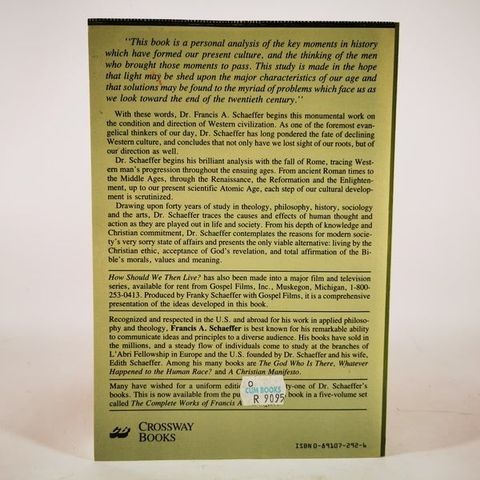 "This book is a personal analysis of the key moments in history
which have formed our present culture, and the thinking of the men
who brought those moments to pass. This study is made in the hope
that light may be shed upon the major characteristics of our age and
that solutions may be found to the myriad of problems which face us as
we look toward the end of the twentieth century."
With these words, Dr. Francis A. Schaeffer begins this monumental work on
the condition and direction of Western civilization. As one of the foremost evan-
gelical thinkers of our day, Dr. Schaeffer has long pondered the fate of declining
Western culture, and concludes that not only have we lost sight of our roots, but of
our direction as well.
Dr. Schaeffer begins his brilliant analysis with the fall of Rome, tracing West-
ern man's progression throughout the ensuing ages. From ancient Roman times to
the Middle Ages, through the Renaissance, the Reformation and the Enlighten-
ment, up to our present scientific Atomic Age, each step of our cultural develop-
ment is scrutinized.
Drawing upon forty years of study in theology, philosophy, history, sociology
and the arts, Dr. Schaeffer traces the causes and effects of human thought and
action as they are played out in life and society. From his depth of knowledge and
Christian commitment, Dr. Schaeffer contemplates the reasons for modern socie-
ty's very sorry state of affairs and presents the only viable alternative: living by the
Christian ethic, acceptance of God's revelation, and total affirmation of the Bi-
ble's morals, values and meaning.
How Should We Then Live? has also been made into a major film and television
series, available for rent from Gospel Films, Inc., Muskegon, Michigan, 1-800-
253-0413. Produced by Franky Schaeffer with Gospel Films, it is a comprehensive
presentation of the ideas developed in this book.
Recognized and respected in the U.S. and abroad for his work in applied philoso-
phy and theology, Francis A. Schaeffer is best known for his remarkable ability
to communicate ideas and principles to a diverse audience. His books have sold
in the millions, and a steady flow of individuals come to study at the branches of
L'Abri Fellowship in Europe and the U.S. founded by Dr. Schaeffer and his wife,
Edith Schaeffer. Among his many books are The God Who Is There, Whatever
Happened to the Human Race? and A Christian Manifesto.
Many have wished for a uniform editi ty-one of Dr. Schaeffer's
books. This is now available from the pu book in a five-volume set
called The Complete Works of Francis A
O
CUM BOOKS
R 9095
CROSSWAY
BOOKS
ISBN 0-89107-292-6